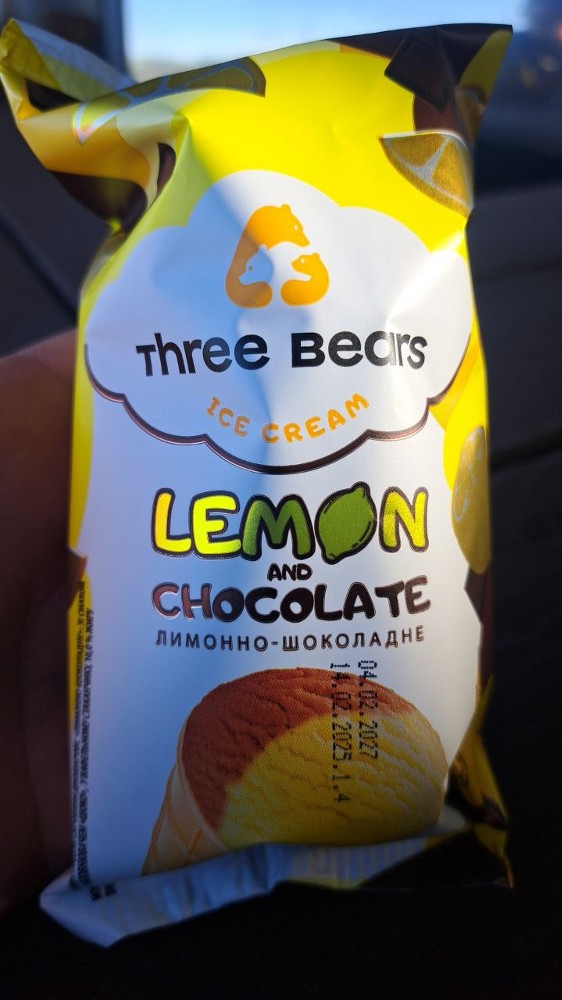 Three Bears
ICE CREAM
LEMON
AND
CHOCOLATE
ЛИМОННО-ШОКОЛАДНЕ
04.02.2027
14.02.2025.1.4